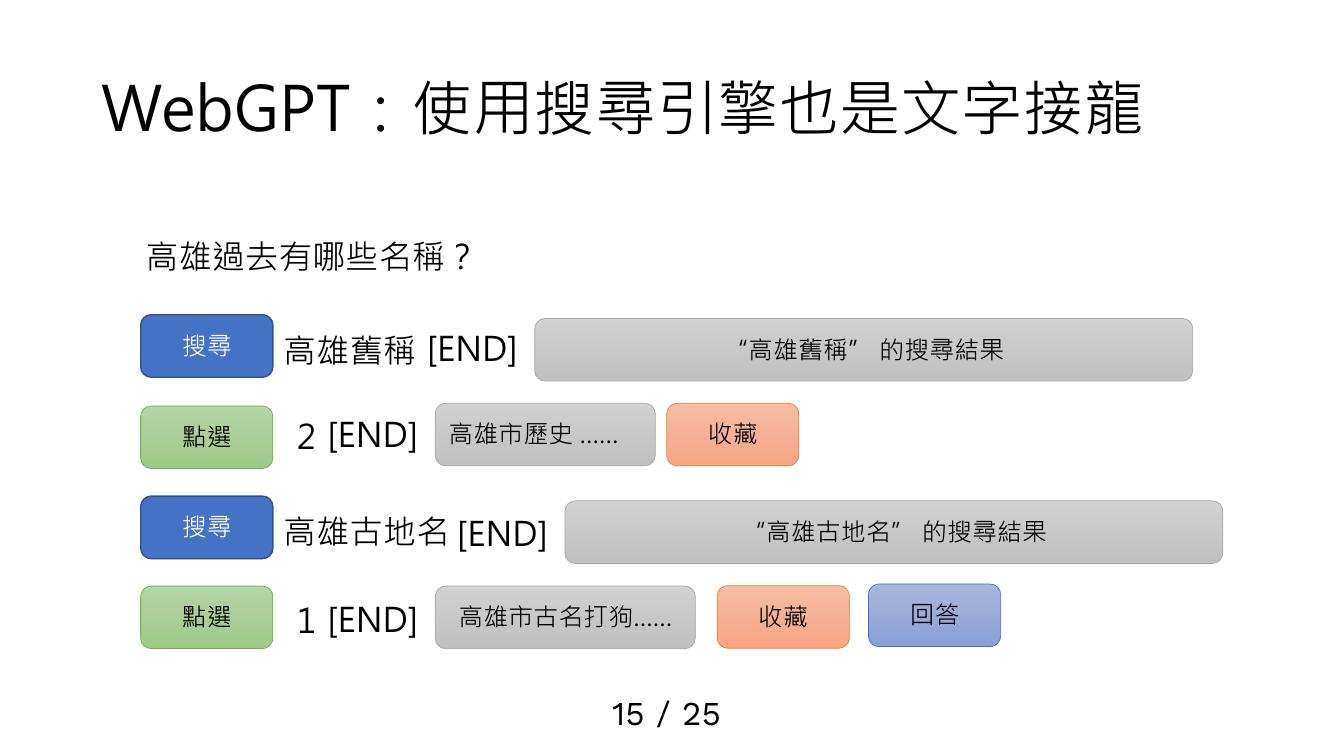 WebGPT：使用搜尋引擎也是文字接龍
高雄過去有哪些名稱？
搜尋 高雄舊稱 [END] “高雄舊稱” 的搜尋結果
點選 2 [END] 高雄市歷史 …… 收藏
搜尋 高雄古地名 [END] “高雄古地名” 的搜尋結果
點選 1 [END] 高雄市古名打狗…… 收藏 回答
15 / 25